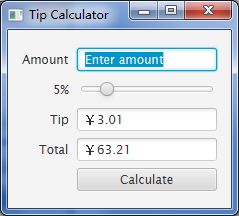 Tip Calculator
Amount Enter amount
5%
Tip ￥3.01
Total ￥63.21
Calculate